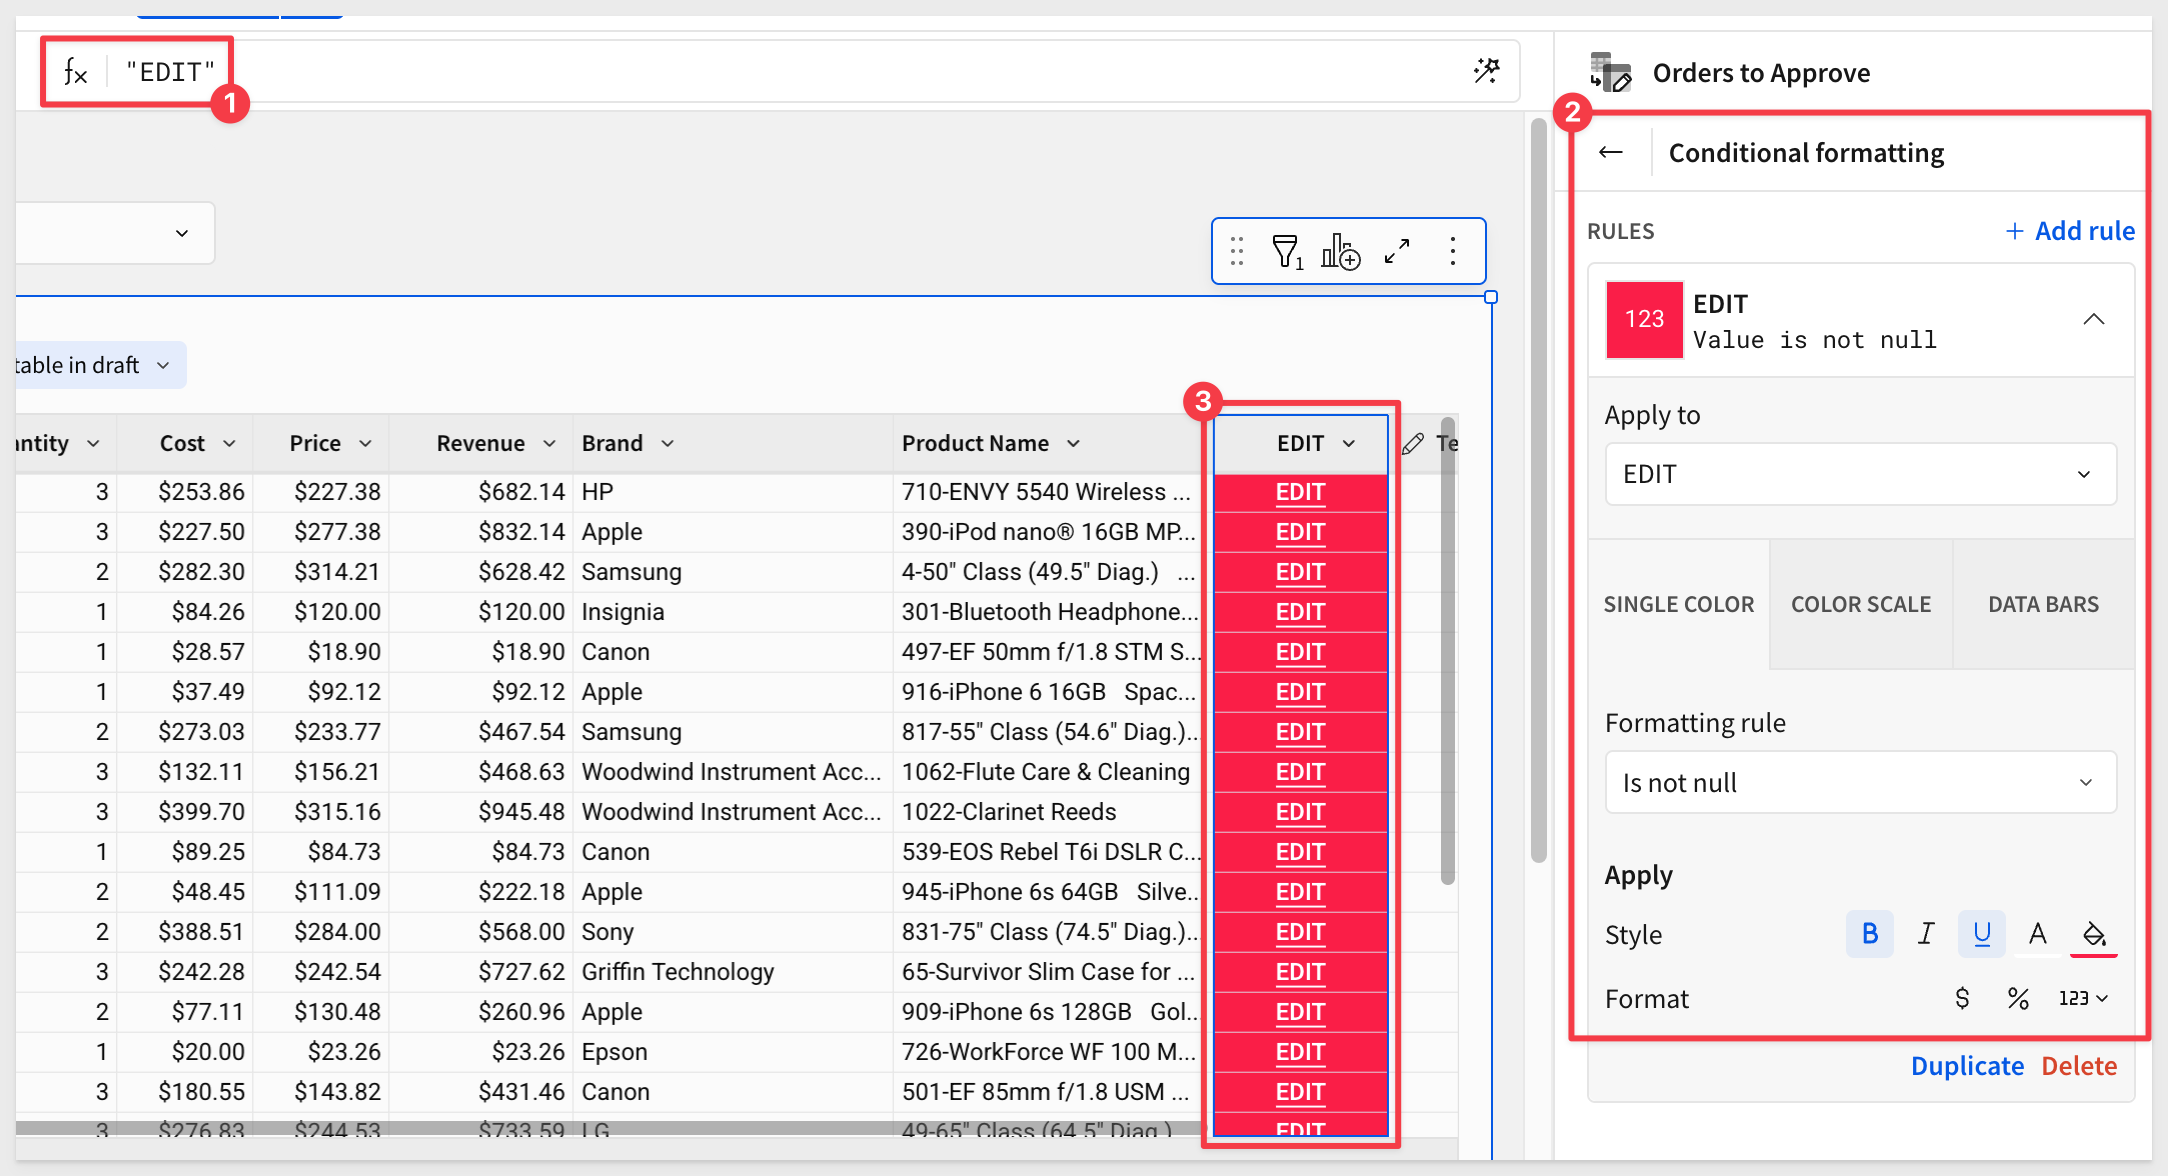 fx "EDIT"
1
Orders to Approve
2
Conditional formatting
RULES + Add rule
1
123 EDIT
Value is not null
table in draft
3
Apply to
EDIT
ntity Cost Price Revenue Brand Product Name EDIT Te
3 $253.86 $227.38 $682.14 HP 710-ENVY 5540 Wireless ... EDIT
3 $227.50 $277.38 $832.14 Apple 390-iPod nano® 16GB MP... EDIT
2 $282.30 $314.21 $628.42 Samsung 4-50" Class (49.5" Diag.) ... EDIT
1 $84.26 $120.00 $120.00 Insignia 301-Bluetooth Headphone... EDIT
1 $28.57 $18.90 $18.90 Canon 497-EF 50mm f/1.8 STM S... EDIT
1 $37.49 $92.12 $92.12 Apple 916-iPhone 6 16GB Spac... EDIT
2 $273.03 $233.77 $467.54 Samsung 817-55" Class (54.6" Diag.)... EDIT
3 $132.11 $156.21 $468.63 Woodwind Instrument Acc... 1062-Flute Care & Cleaning EDIT
3 $399.70 $315.16 $945.48 Woodwind Instrument Acc... 1022-Clarinet Reeds EDIT
1 $89.25 $84.73 $84.73 Canon 539-EOS Rebel T6i DSLR C... EDIT
2 $48.45 $111.09 $222.18 Apple 945-iPhone 6s 64GB Silve... EDIT
2 $388.51 $284.00 $568.00 Sony 831-75" Class (74.5" Diag.)... EDIT
3 $242.28 $242.54 $727.62 Griffin Technology 65-Survivor Slim Case for ... EDIT
2 $77.11 $130.48 $260.96 Apple 909-iPhone 6s 128GB Gol... EDIT
1 $20.00 $23.26 $23.26 Epson 726-WorkForce WF 100 M... EDIT
3 $180.55 $143.82 $431.46 Canon 501-EF 85mm f/1.8 USM ... EDIT
3 $276.83 $244.53 $733.59 LG 49-65" Class (64.5" Diag.) EDIT
SINGLE COLOR COLOR SCALE DATA BARS
Formatting rule
Is not null
Apply
Style B I U A
Format $ % 123
Duplicate Delete